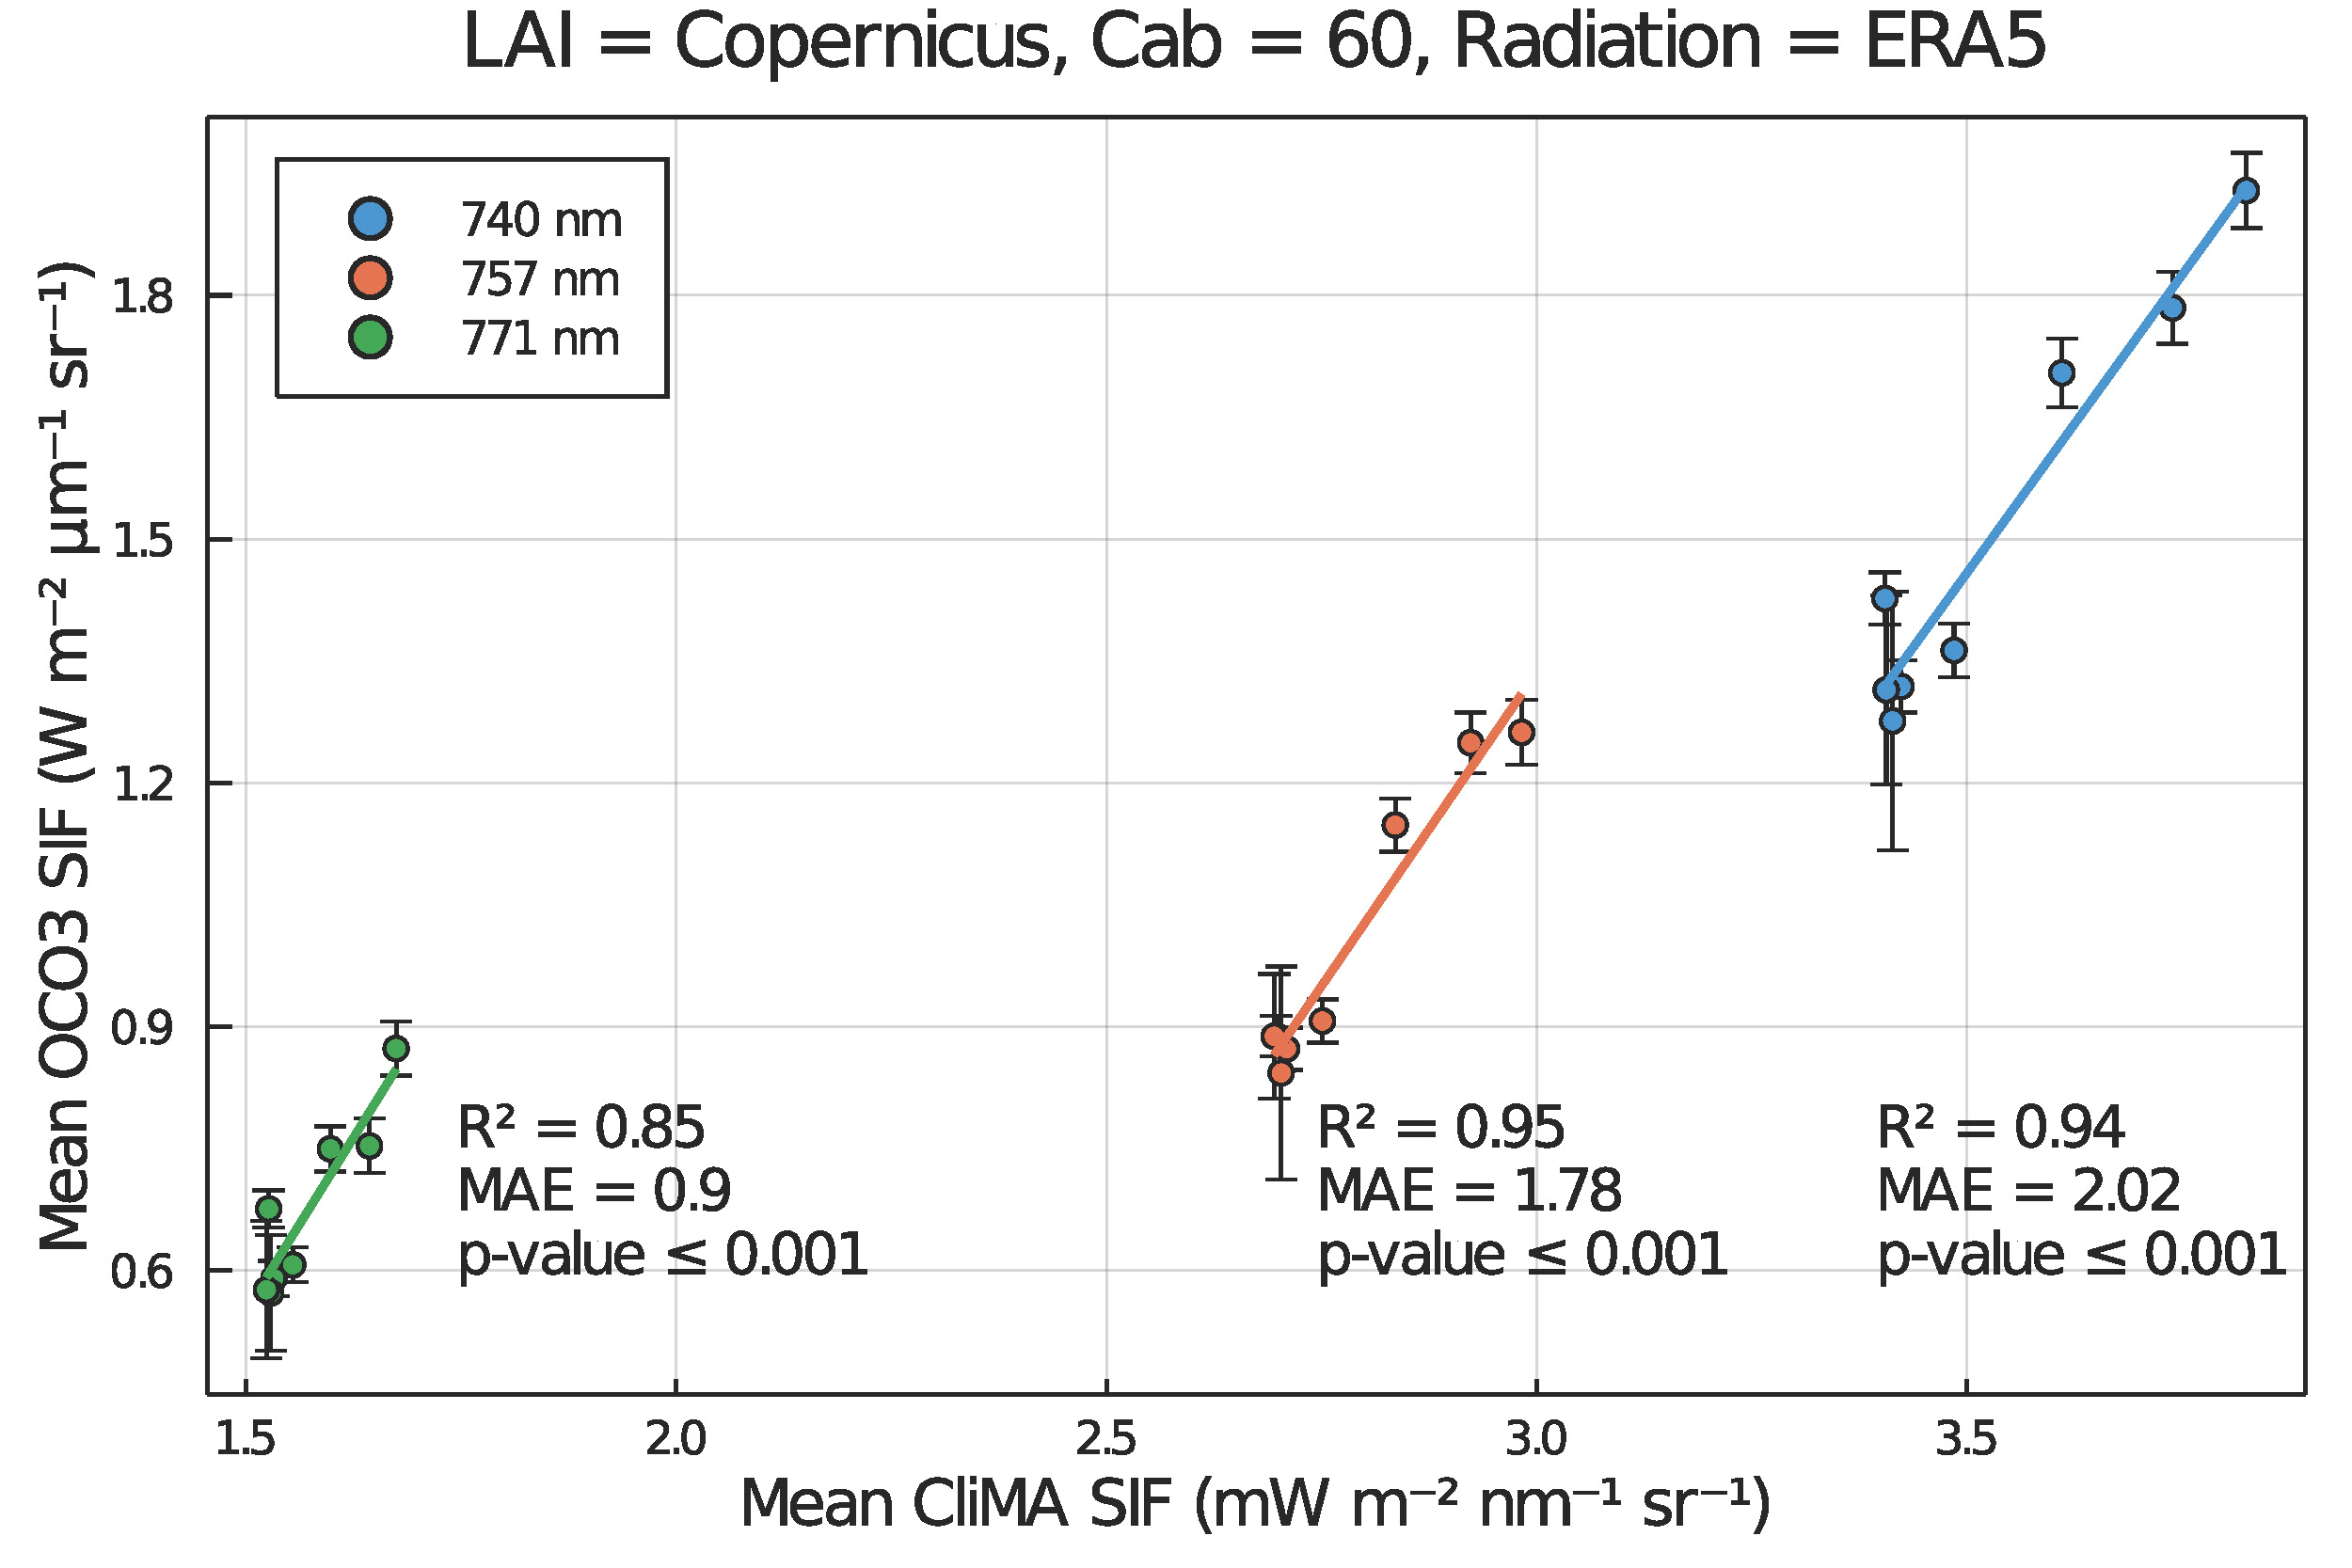 LAI = Copernicus, Cab = 60, Radiation = ERA5
740 nm
757 nm
771 nm
Mean OCO3 SIF (W m⁻² μm⁻¹ sr⁻¹)
1.8
1.5
1.2
0.9
0.6
R² = 0.85
MAE = 0.9
p-value ≤ 0.001
R² = 0.95
MAE = 1.78
p-value ≤ 0.001
R² = 0.94
MAE = 2.02
p-value ≤ 0.001
1.5 2.0 2.5 3.0 3.5
Mean CliMA SIF (mW m⁻² nm⁻¹ sr⁻¹)